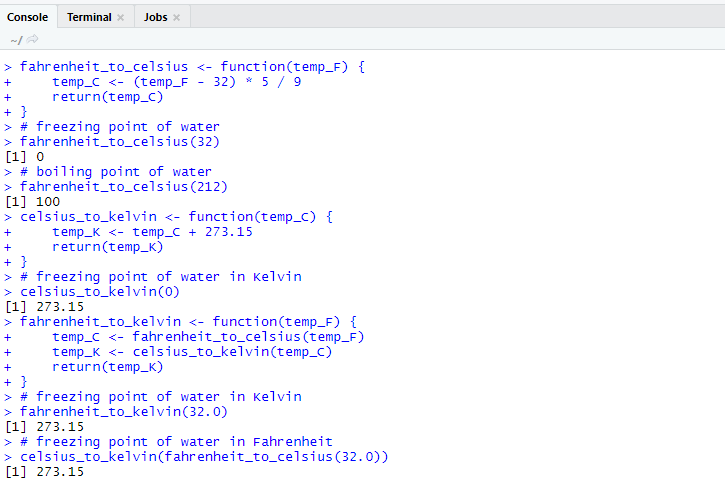 Console Terminal × Jobs ×
~/
> fahrenheit_to_celsius <- function(temp_F) {
+     temp_C <- (temp_F - 32) * 5 / 9
+     return(temp_C)
+ }
> # freezing point of water
> fahrenheit_to_celsius(32)
[1] 0
> # boiling point of water
> fahrenheit_to_celsius(212)
[1] 100
> celsius_to_kelvin <- function(temp_C) {
+     temp_K <- temp_C + 273.15
+     return(temp_K)
+ }
> # freezing point of water in Kelvin
> celsius_to_kelvin(0)
[1] 273.15
> fahrenheit_to_kelvin <- function(temp_F) {
+     temp_C <- fahrenheit_to_celsius(temp_F)
+     temp_K <- celsius_to_kelvin(temp_C)
+     return(temp_K)
+ }
> # freezing point of water in Kelvin
> fahrenheit_to_kelvin(32.0)
[1] 273.15
> # freezing point of water in Fahrenheit
> celsius_to_kelvin(fahrenheit_to_celsius(32.0))
[1] 273.15